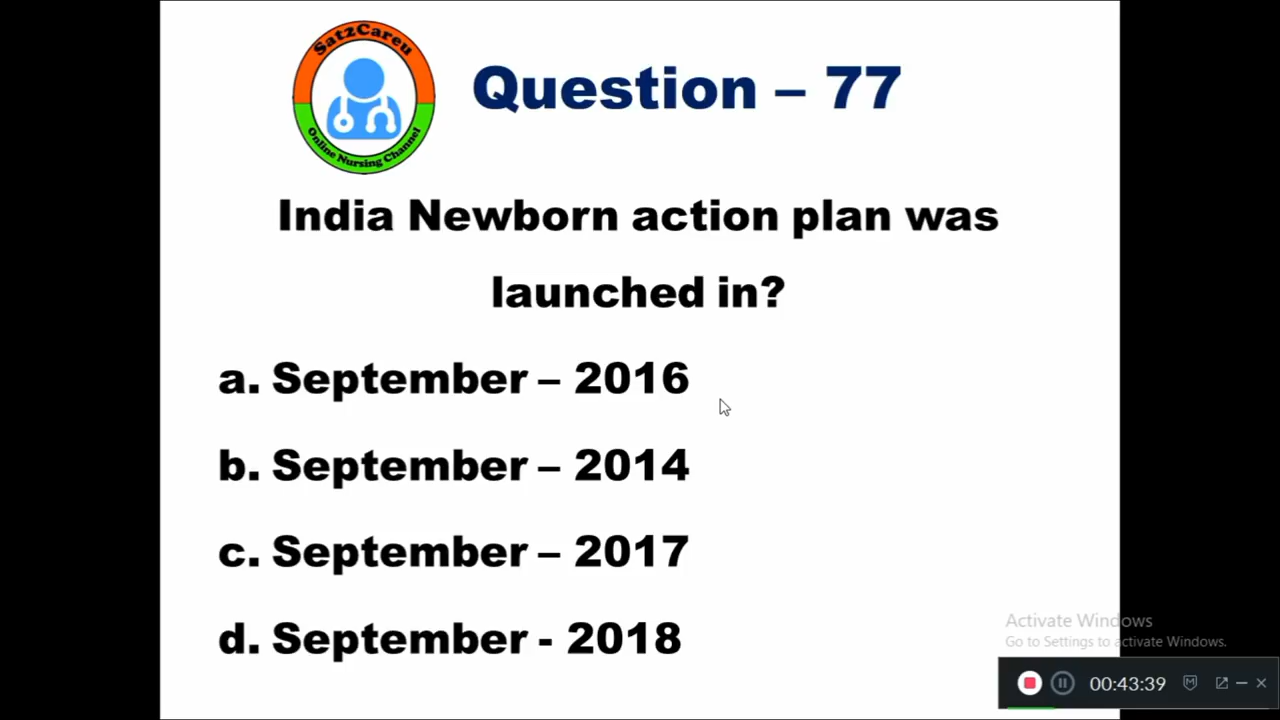 Sat2Careu
Online Nursing Channel
Question – 77
India Newborn action plan was
launched in?
a. September – 2016
b. September – 2014
c. September – 2017
d. September - 2018
Activate Windows
Go to Settings to activate Windows.
00:43:39